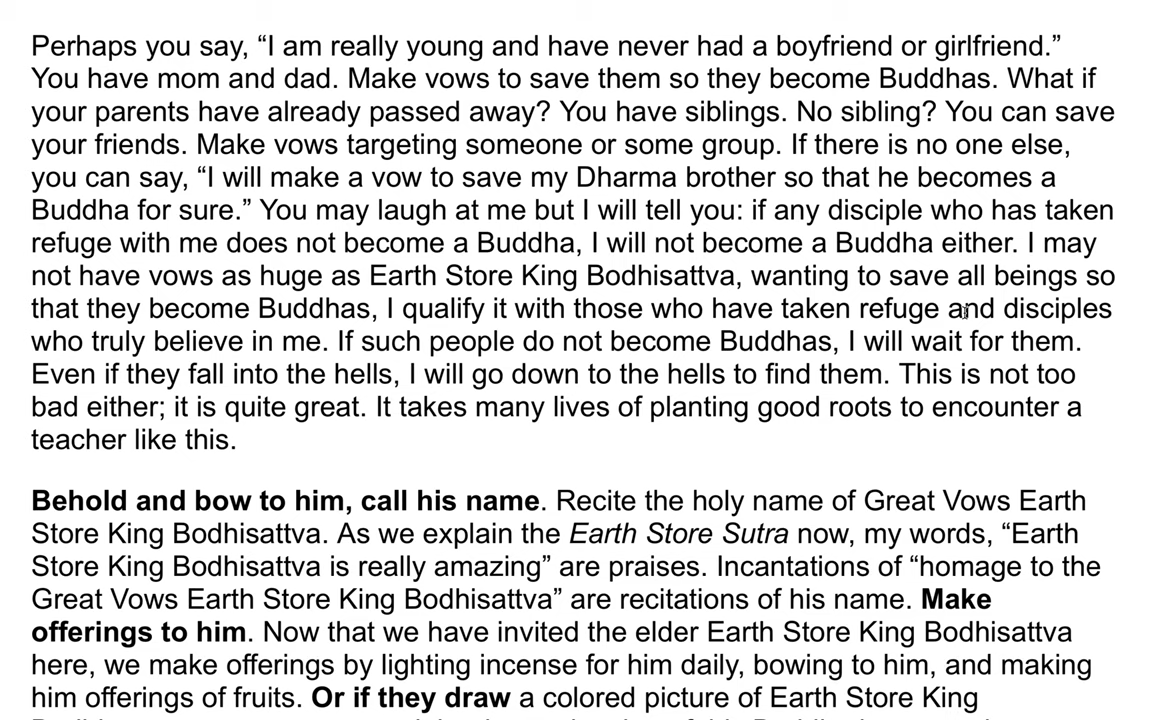 Perhaps you say, “I am really young and have never had a boyfriend or girlfriend.”
You have mom and dad. Make vows to save them so they become Buddhas. What if
your parents have already passed away? You have siblings. No sibling? You can save
your friends. Make vows targeting someone or some group. If there is no one else,
you can say, “I will make a vow to save my Dharma brother so that he becomes a
Buddha for sure.” You may laugh at me but I will tell you: if any disciple who has taken
refuge with me does not become a Buddha, I will not become a Buddha either. I may
not have vows as huge as Earth Store King Bodhisattva, wanting to save all beings so
that they become Buddhas, I qualify it with those who have taken refuge and disciples
who truly believe in me. If such people do not become Buddhas, I will wait for them.
Even if they fall into the hells, I will go down to the hells to find them. This is not too
bad either; it is quite great. It takes many lives of planting good roots to encounter a
teacher like this.
Behold and bow to him, call his name. Recite the holy name of Great Vows Earth
Store King Bodhisattva. As we explain the Earth Store Sutra now, my words, “Earth
Store King Bodhisattva is really amazing” are praises. Incantations of “homage to the
Great Vows Earth Store King Bodhisattva” are recitations of his name. Make
offerings to him. Now that we have invited the elder Earth Store King Bodhisattva
here, we make offerings by lighting incense for him daily, bowing to him, and making
him offerings of fruits. Or if they draw a colored picture of Earth Store King